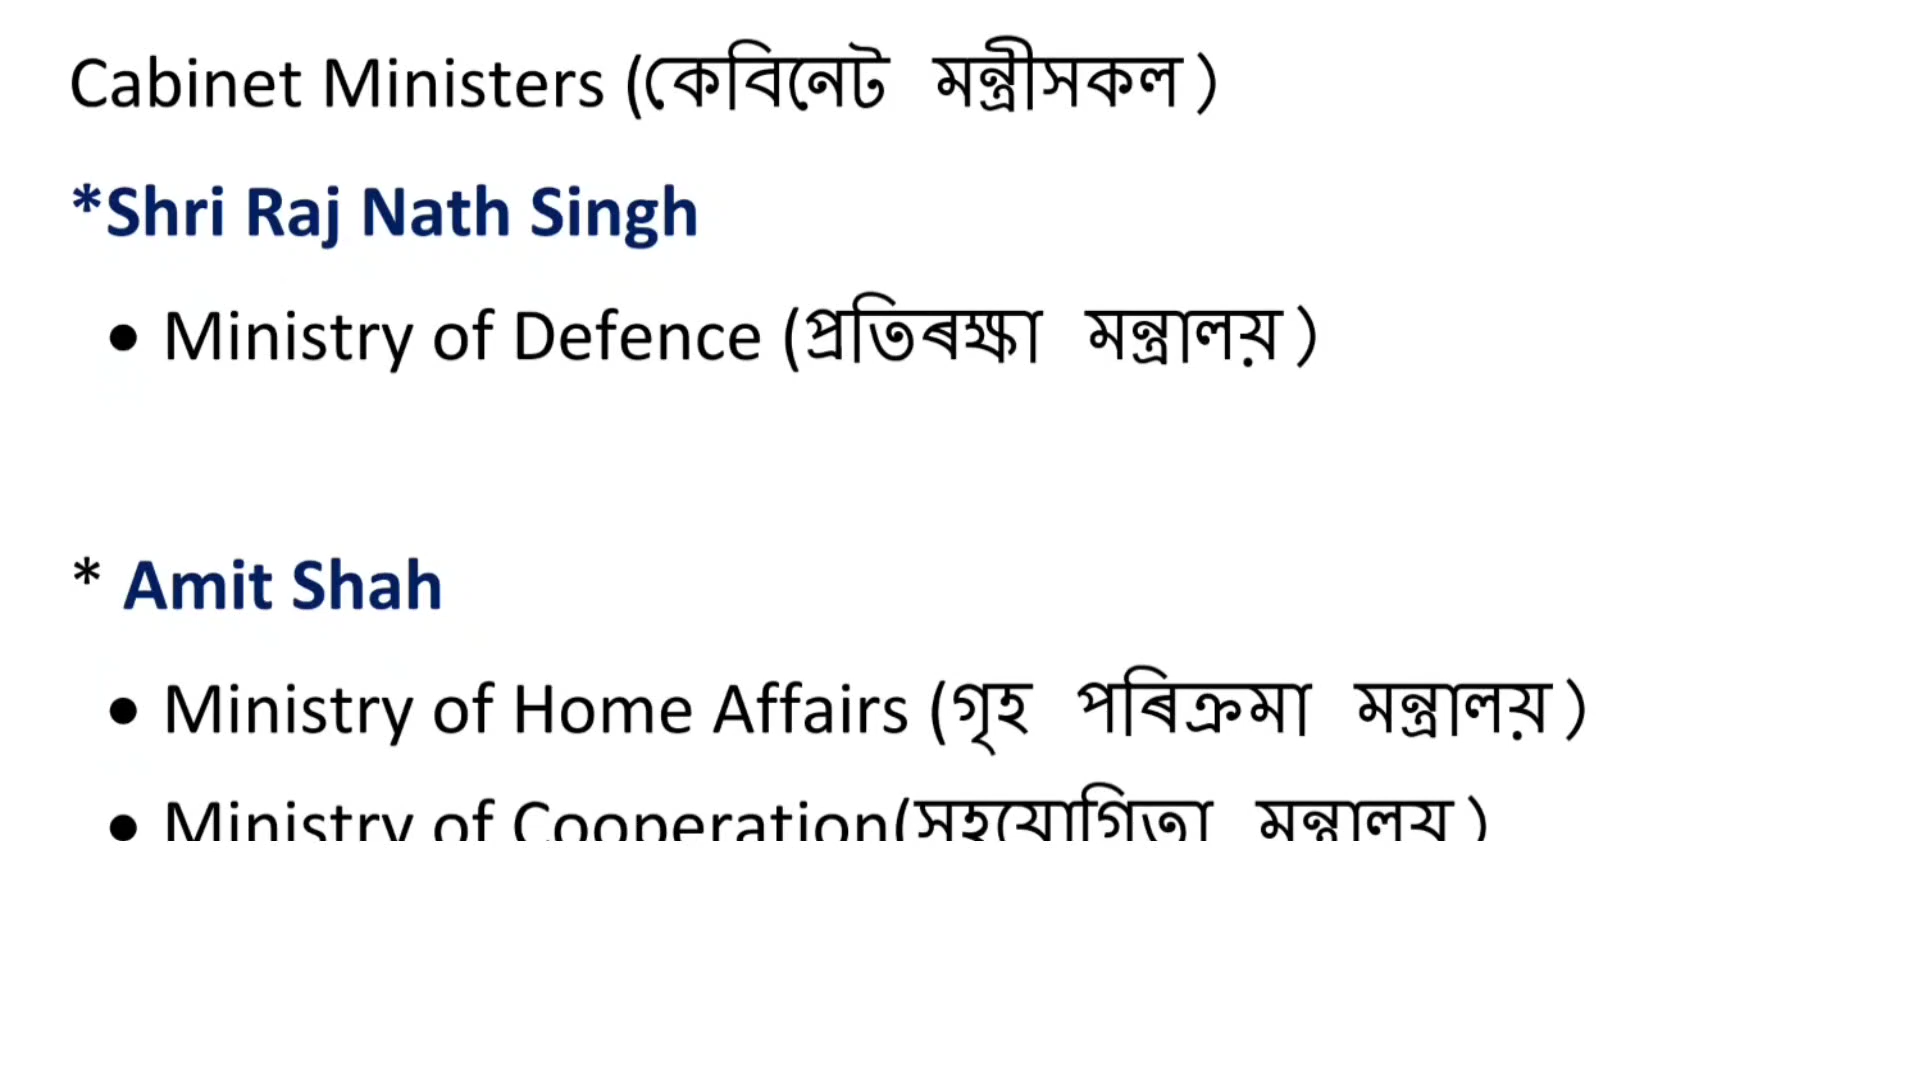 Cabinet Ministers (কেবিনেট মন্ত্ৰীসকল )
*Shri Raj Nath Singh
● Ministry of Defence (প্ৰতিৰক্ষা মন্ত্ৰালয় )
* Amit Shah
● Ministry of Home Affairs (গৃহ পৰিক্ৰমা মন্ত্ৰালয় )
● Ministry of Cooperation(সহযোগিতা মন্ত্ৰালয় )